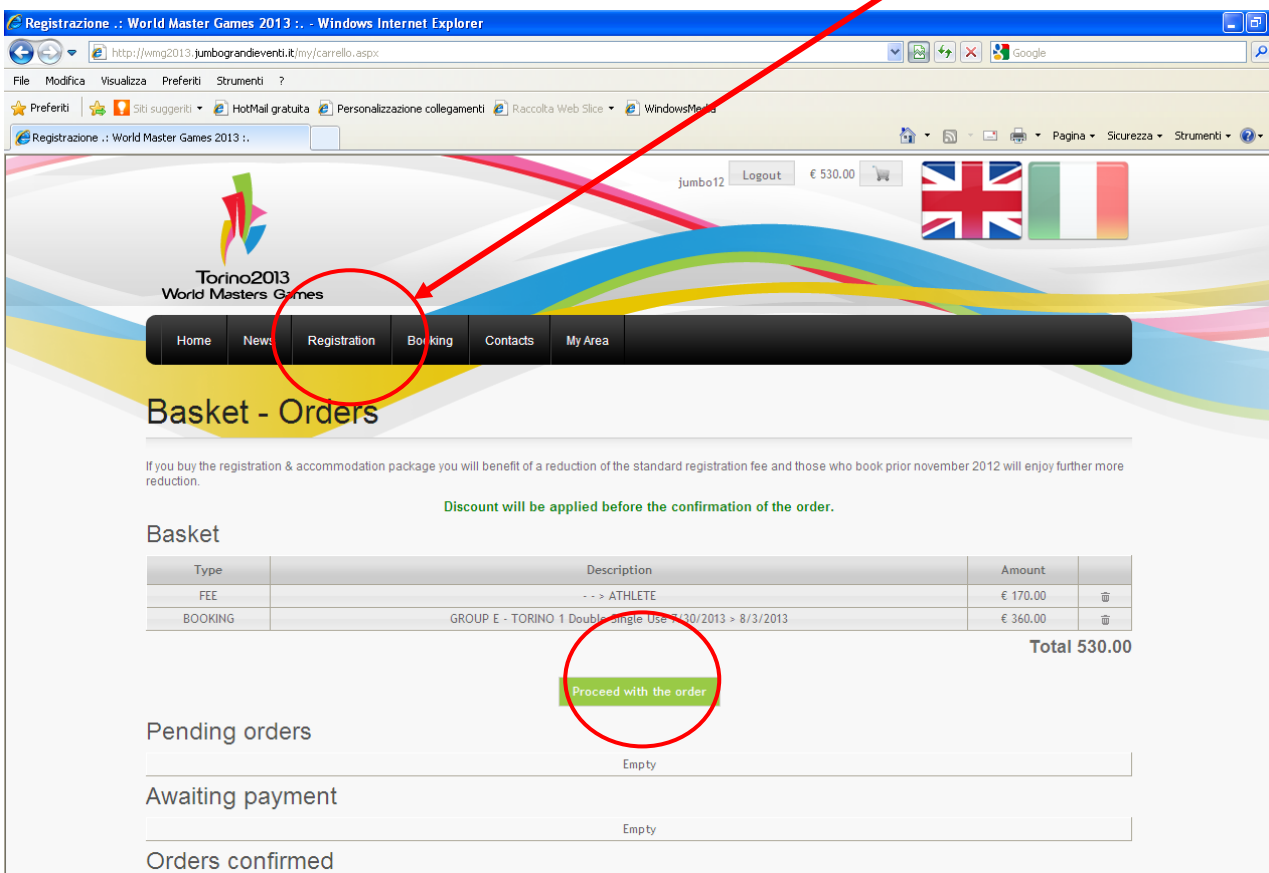 Registrazione .: World Master Games 2013 :. - Windows Internet Explorer
http://wmg2013.jumbograndieventi.it/my/carrello.aspx
Google
File Modifica Visualizza Preferiti Strumenti ?
Preferiti Siti suggeriti HotMail gratuita Personalizzazione collegamenti Raccolta Web Slice WindowsMedia
Registrazione .: World Master Games 2013 :.
Pagina Sicurezza Strumenti
jumbo12 Logout € 530.00
Torino2013
World Masters Games
Home News Registration Booking Contacts My Area
Basket - Orders
If you buy the registration & accommodation package you will benefit of a reduction of the standard registration fee and those who book prior november 2012 will enjoy further more
reduction.
Discount will be applied before the confirmation of the order.
Basket
Type Description Amount
FEE - - > ATHLETE € 170.00
BOOKING GROUP E - TORINO 1 Double Single Use 7/30/2013 > 8/3/2013 € 360.00
Total 530.00
Proceed with the order
Pending orders
Empty
Awaiting payment
Empty
Orders confirmed